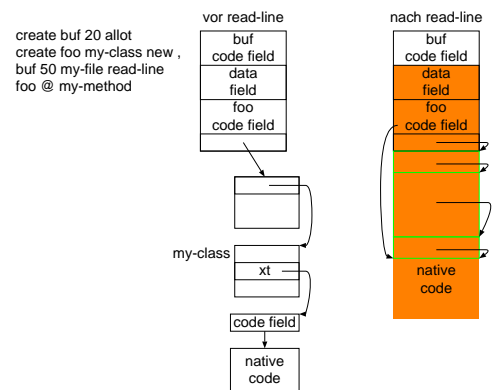 create buf 20 allot
create foo my-class new ,
buf 50 my-file read-line
foo @ my-method
vor read-line
buf
code field
data
field
foo
code field
my-class
xt
code field
native
code
nach read-line
buf
code field
data
field
foo
code field
native
code